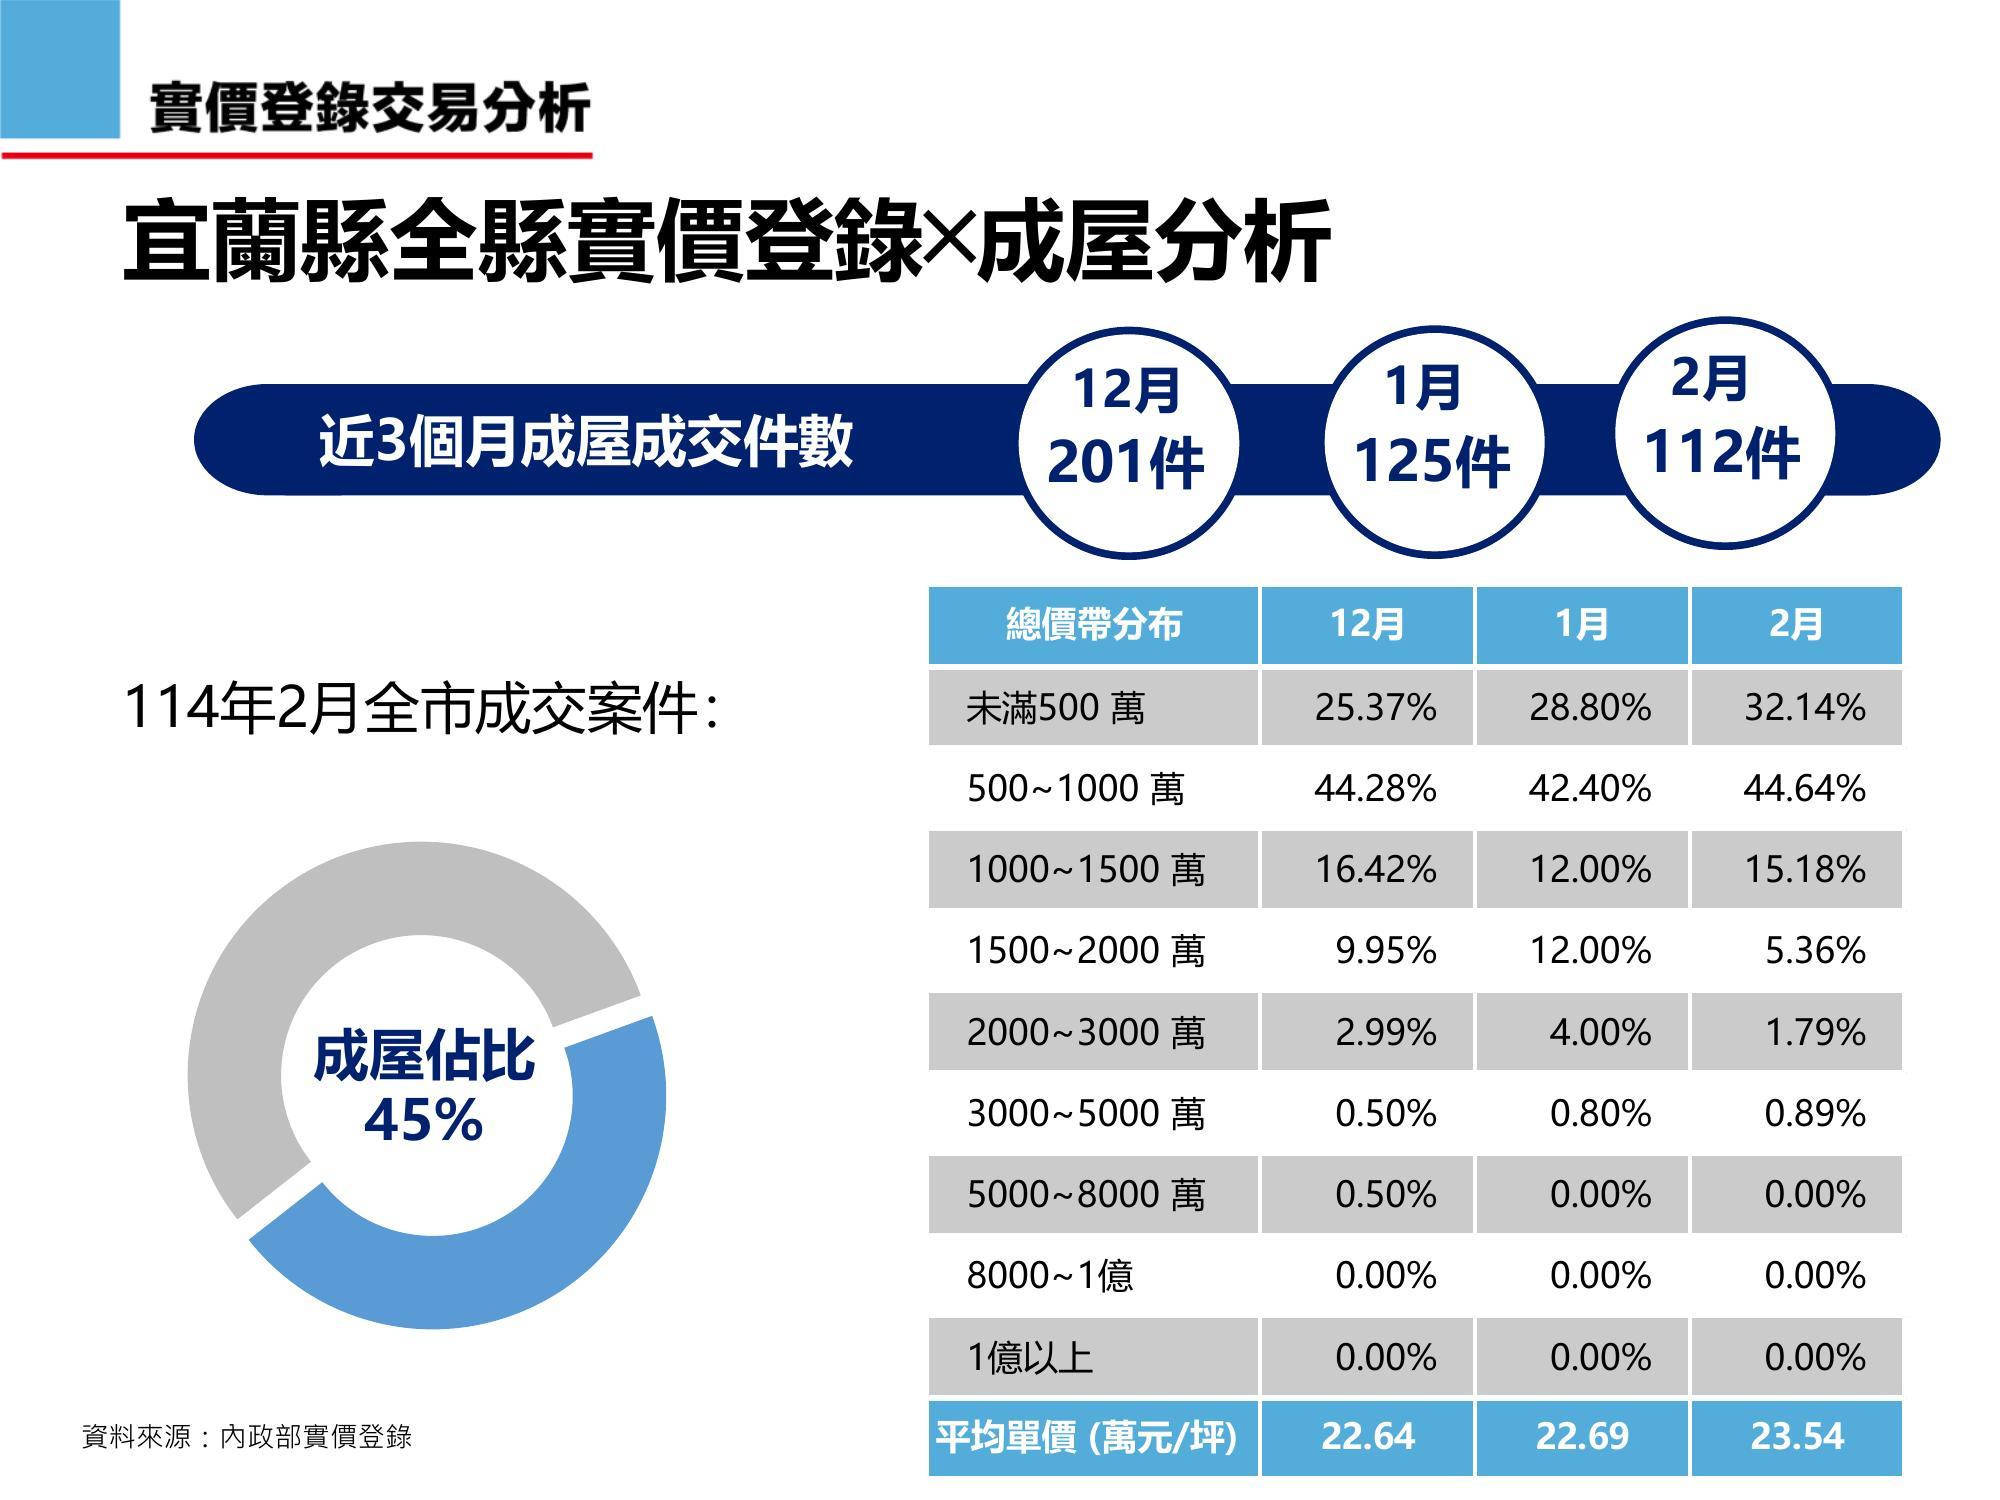 實價登錄交易分析
宜蘭縣全縣實價登錄×成屋分析
近3個月成屋成交件數
12月
201件
1月
125件
2月
112件
114年2月全市成交案件：
成屋佔比
45%
總價帶分布 12月 1月 2月
未滿500 萬 25.37% 28.80% 32.14%
500~1000 萬 44.28% 42.40% 44.64%
1000~1500 萬 16.42% 12.00% 15.18%
1500~2000 萬 9.95% 12.00% 5.36%
2000~3000 萬 2.99% 4.00% 1.79%
3000~5000 萬 0.50% 0.80% 0.89%
5000~8000 萬 0.50% 0.00% 0.00%
8000~1億 0.00% 0.00% 0.00%
1億以上 0.00% 0.00% 0.00%
平均單價 (萬元/坪) 22.64 22.69 23.54
資料來源：內政部實價登錄